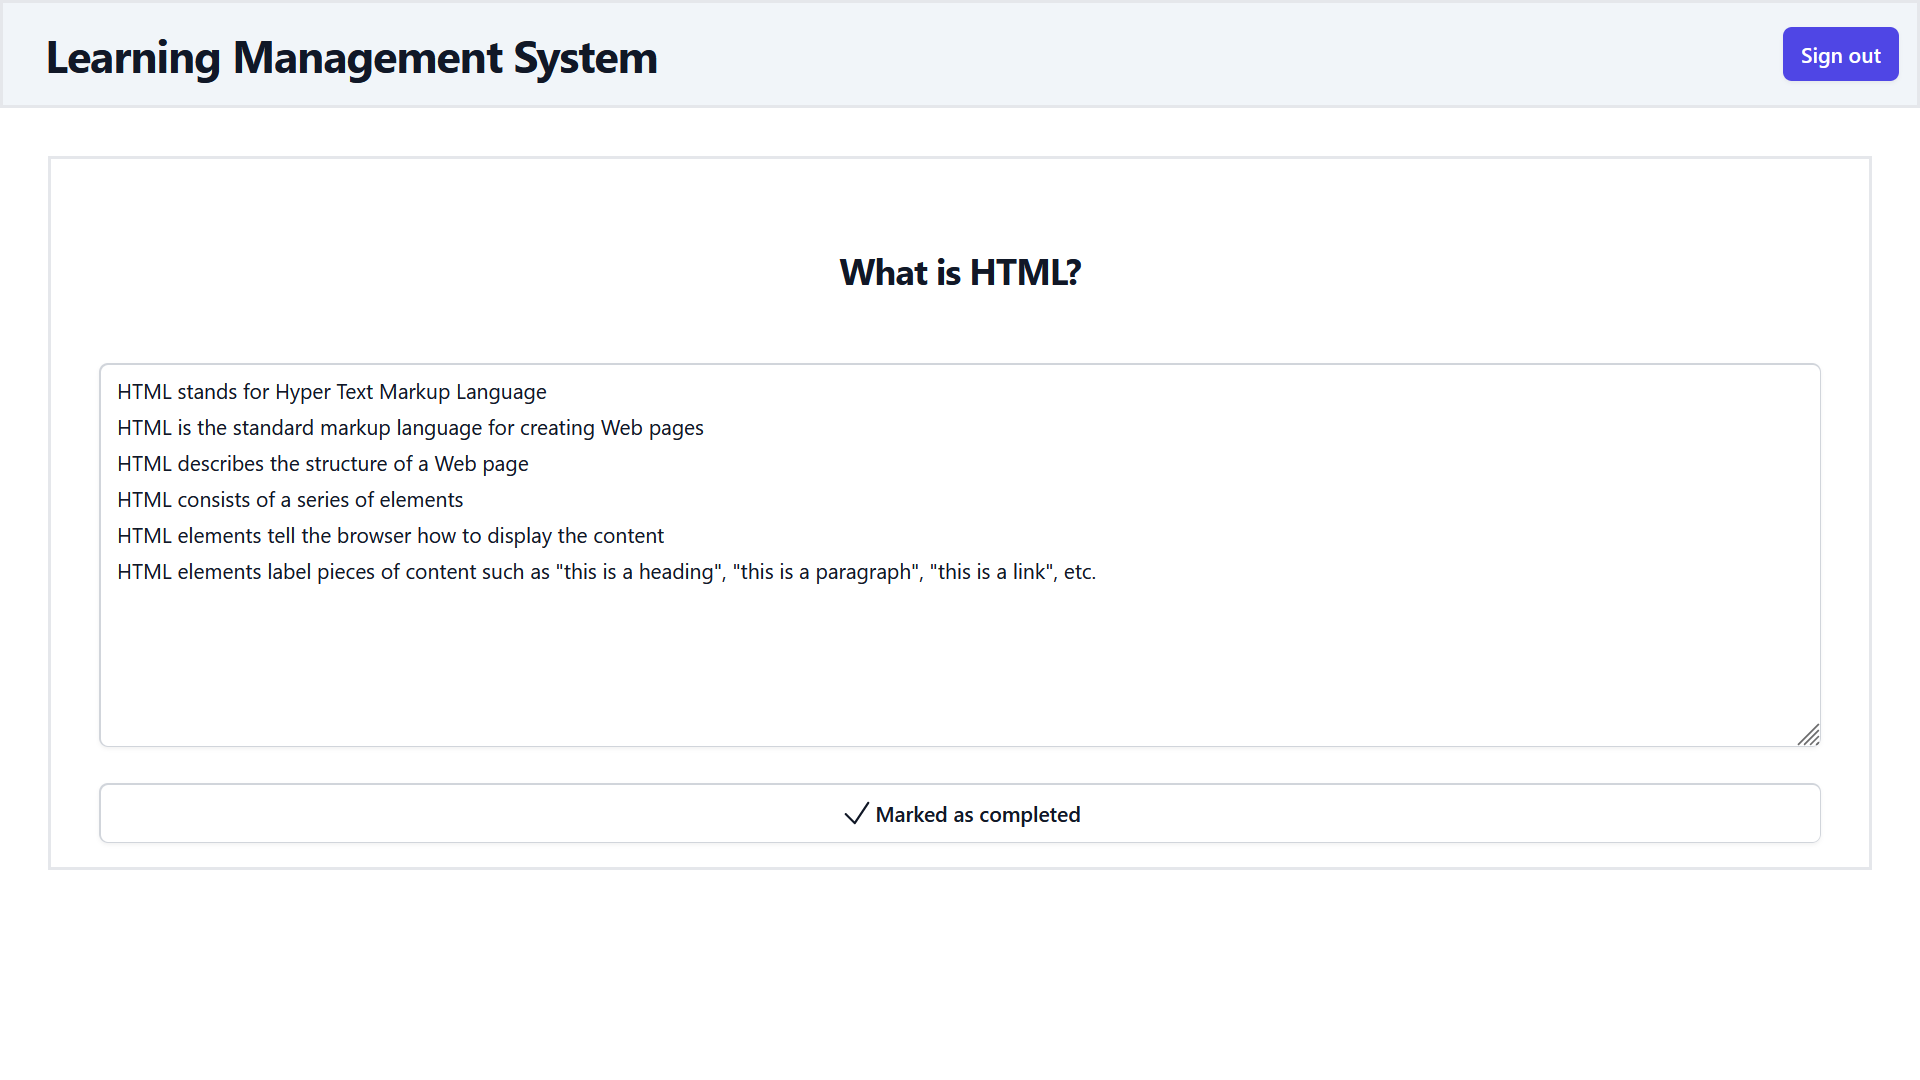 Learning Management System
Sign out
What is HTML?
HTML stands for Hyper Text Markup Language
HTML is the standard markup language for creating Web pages
HTML describes the structure of a Web page
HTML consists of a series of elements
HTML elements tell the browser how to display the content
HTML elements label pieces of content such as "this is a heading", "this is a paragraph", "this is a link", etc.
Marked as completed